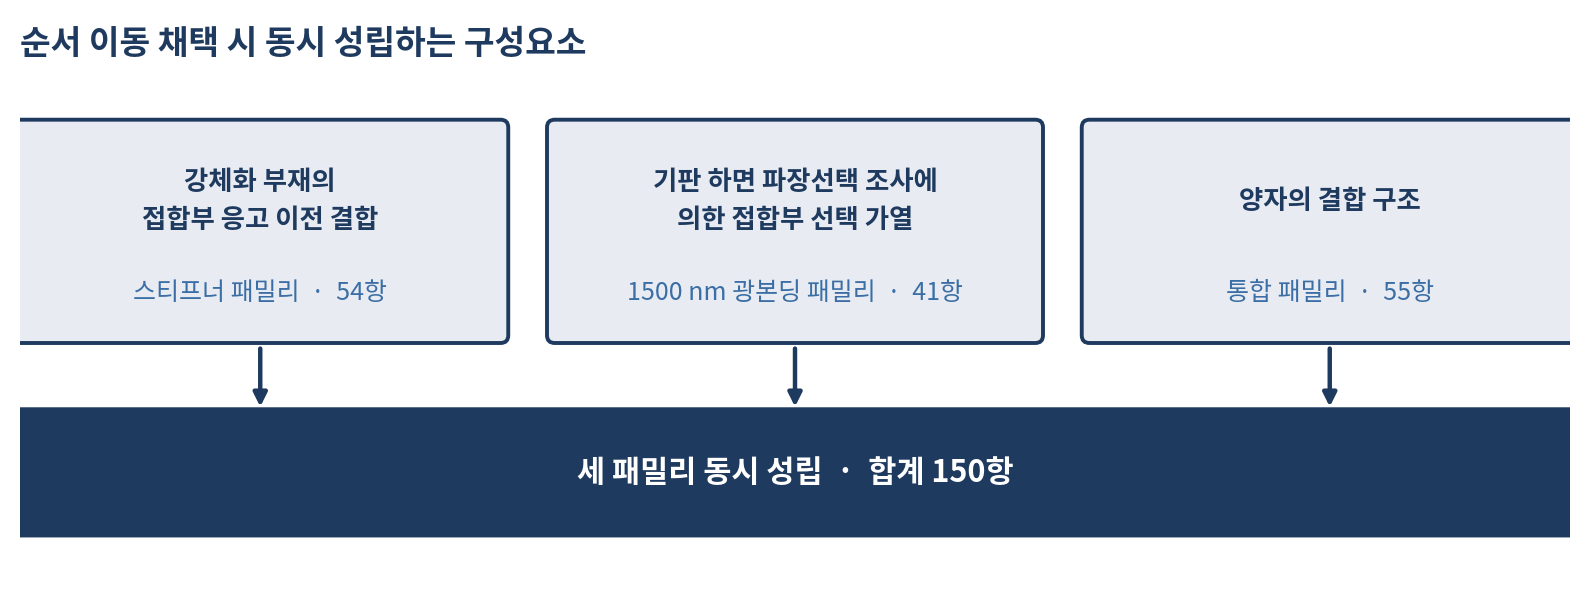 순서 이동 채택 시 동시 성립하는 구성요소
강체화 부재의
접합부 응고 이전 결합
스티프너 패밀리 · 54항
기판 하면 파장선택 조사에
의한 접합부 선택 가열
1500 nm 광본딩 패밀리 · 41항
양자의 결합 구조
통합 패밀리 · 55항
세 패밀리 동시 성립 · 합계 150항